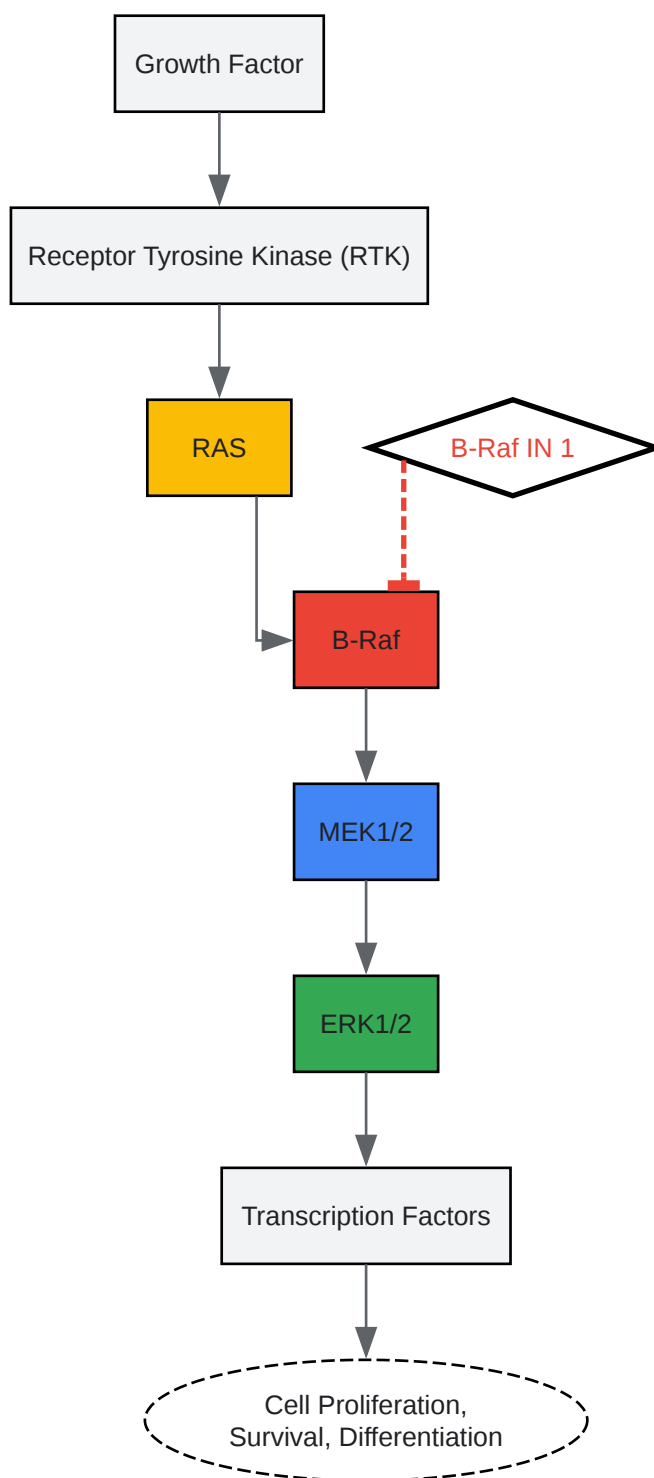 Growth Factor
Receptor Tyrosine Kinase (RTK)
RAS
B-Raf IN 1
B-Raf
MEK1/2
ERK1/2
Transcription Factors
Cell Proliferation,
Survival, Differentiation